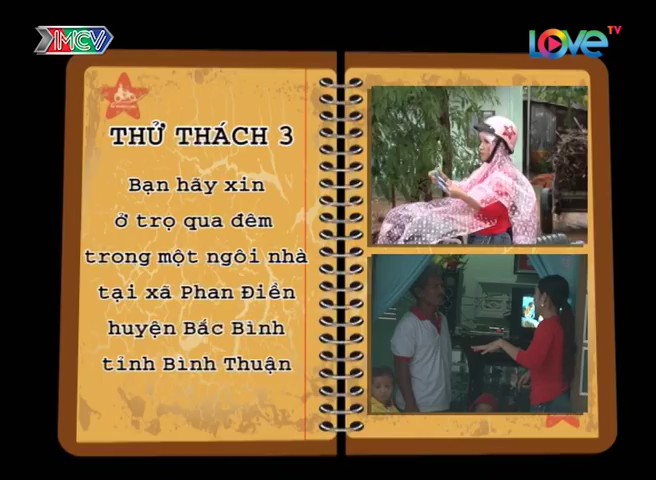 MCV
LOVE TV
THỬ THÁCH 3
Bạn hãy xin
ở trọ qua đêm
trong một ngôi nhà
tại xã Phan Điền
huyện Bắc Bình
tỉnh Bình Thuận